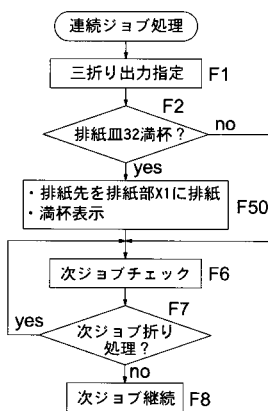 連続ジョブ処理
三折り出力指定 F1
F2
排紙皿32満杯？ no
yes
・排紙先を排紙部X1に排紙
・満杯表示
F50
次ジョブチェック F6
F7
yes
次ジョブ折り
処理？
no
次ジョブ継続 F8